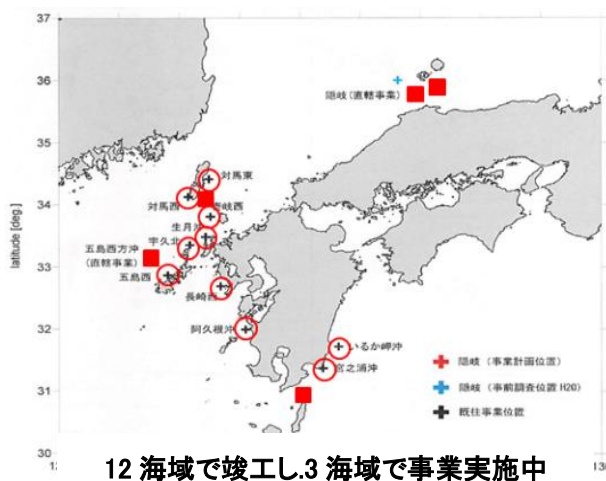 37
36
35
34
33
32
31
30
latitude [deg.]
隠岐(直轄事業)
対馬東
対馬西
壱岐西
生月沖
宇久北
五島西方沖
(直轄事業)
五島西
長崎西
阿久根沖
いるか岬沖
宮之浦沖
隠岐(事業計画位置)
隠岐(事前調査位置 H20)
既往事業位置
12 海域で竣工し.3 海域で事業実施中